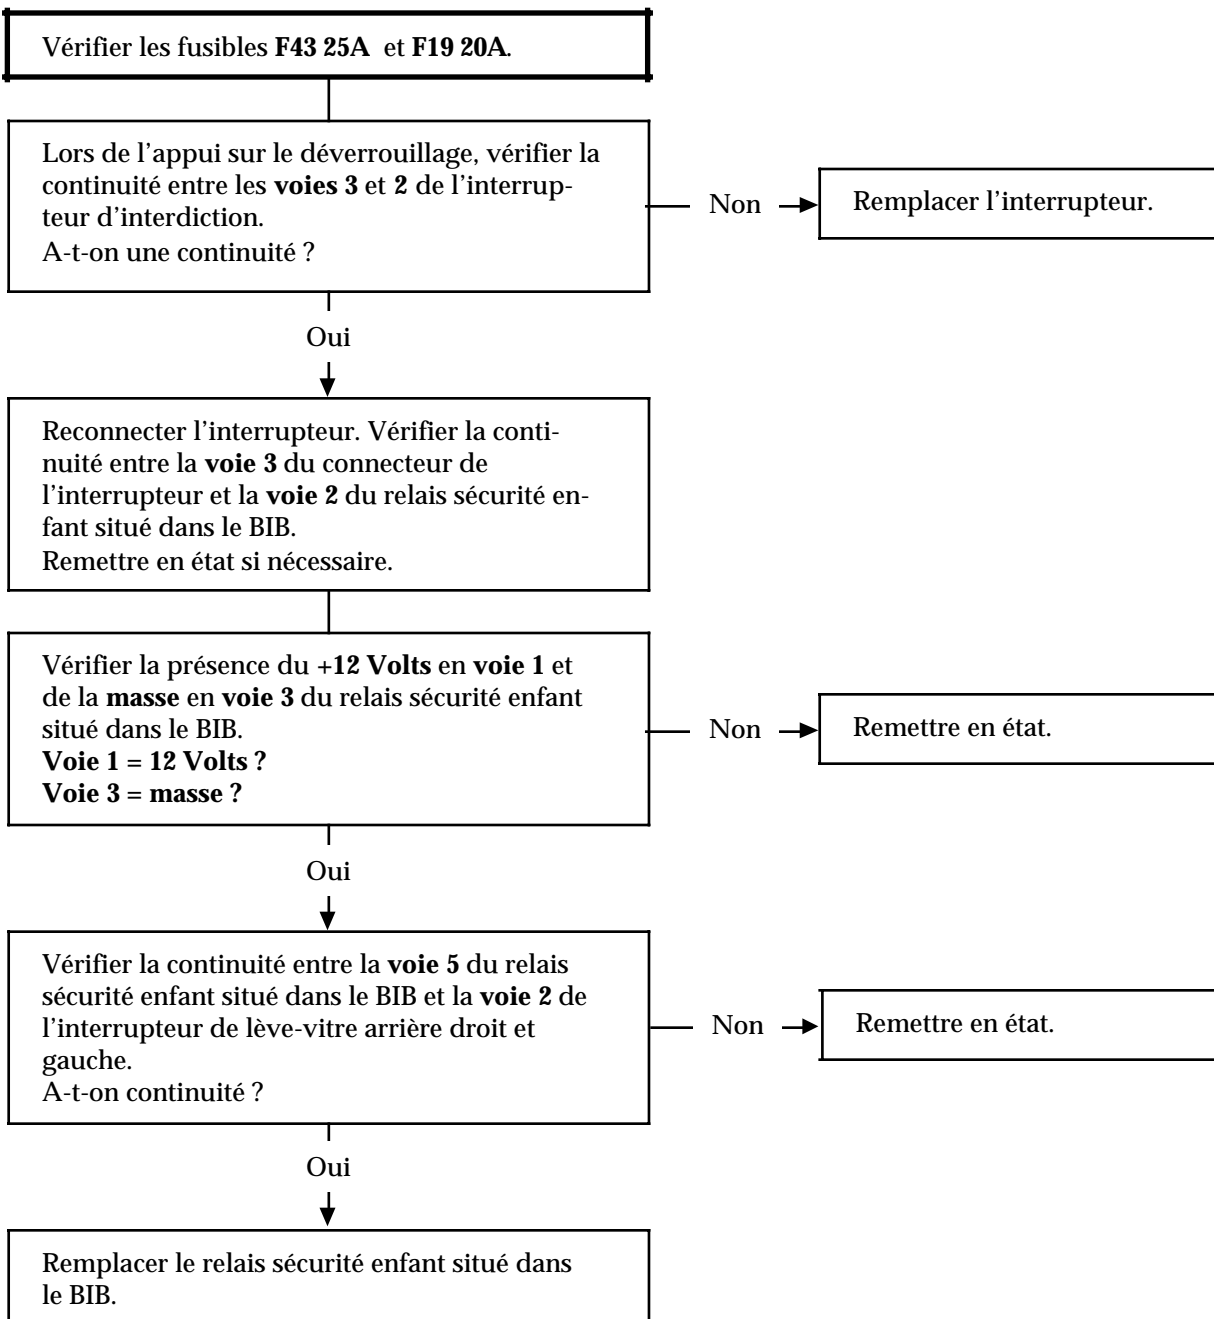 Vérifier les fusibles F43 25A et F19 20A.
Lors de l'appui sur le déverrouillage, vérifier la
continuité entre les voies 3 et 2 de l'interrup-
teur d'interdiction.
A-t-on une continuité ?
Non
Remplacer l'interrupteur.
Oui
Reconnecter l'interrupteur. Vérifier la conti-
nuité entre la voie 3 du connecteur de
l'interrupteur et la voie 2 du relais sécurité en-
fant situé dans le BIB.
Remettre en état si nécessaire.
Vérifier la présence du +12 Volts en voie 1 et
de la masse en voie 3 du relais sécurité enfant
situé dans le BIB.
Voie 1 = 12 Volts ?
Voie 3 = masse ?
Non
Remettre en état.
Oui
Vérifier la continuité entre la voie 5 du relais
sécurité enfant situé dans le BIB et la voie 2 de
l'interrupteur de lève-vitre arrière droit et
gauche.
A-t-on continuité ?
Non
Remettre en état.
Oui
Remplacer le relais sécurité enfant situé dans
le BIB.